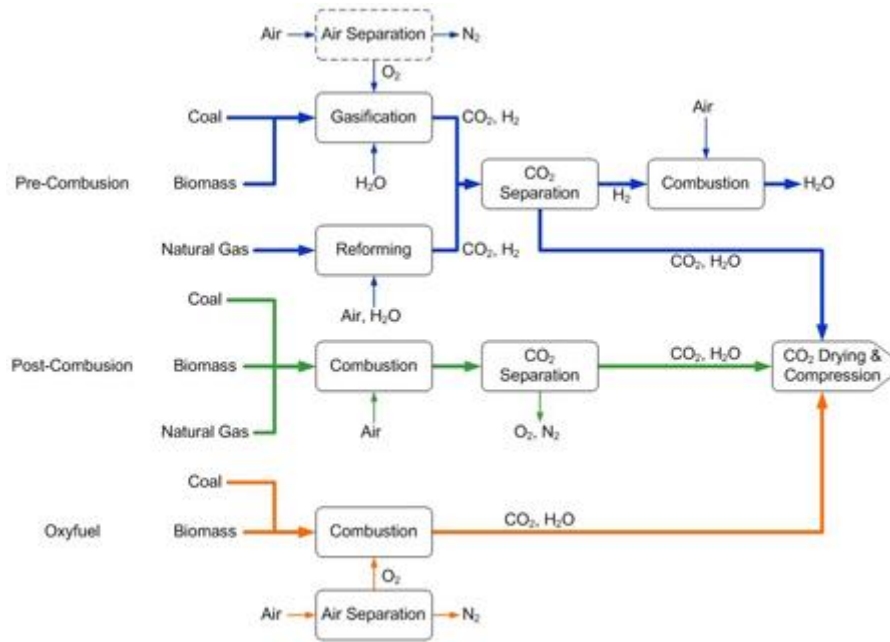 Air
Air Separation
N₂
O₂
Coal
Gasification
CO₂, H₂
Air
Pre-Combusion
Biomass
H₂O
CO₂
Separation
H₂
Combustion
H₂O
Natural Gas
Reforming
CO₂, H₂
CO₂, H₂O
Air, H₂O
Coal
Post-Combusion
Biomass
Combustion
CO₂
Separation
CO₂, H₂O
CO₂ Drying &
Compression
Natural Gas
Air
O₂, N₂
Coal
Oxyfuel
Biomass
Combustion
CO₂, H₂O
O₂
Air
Air Separation
N₂